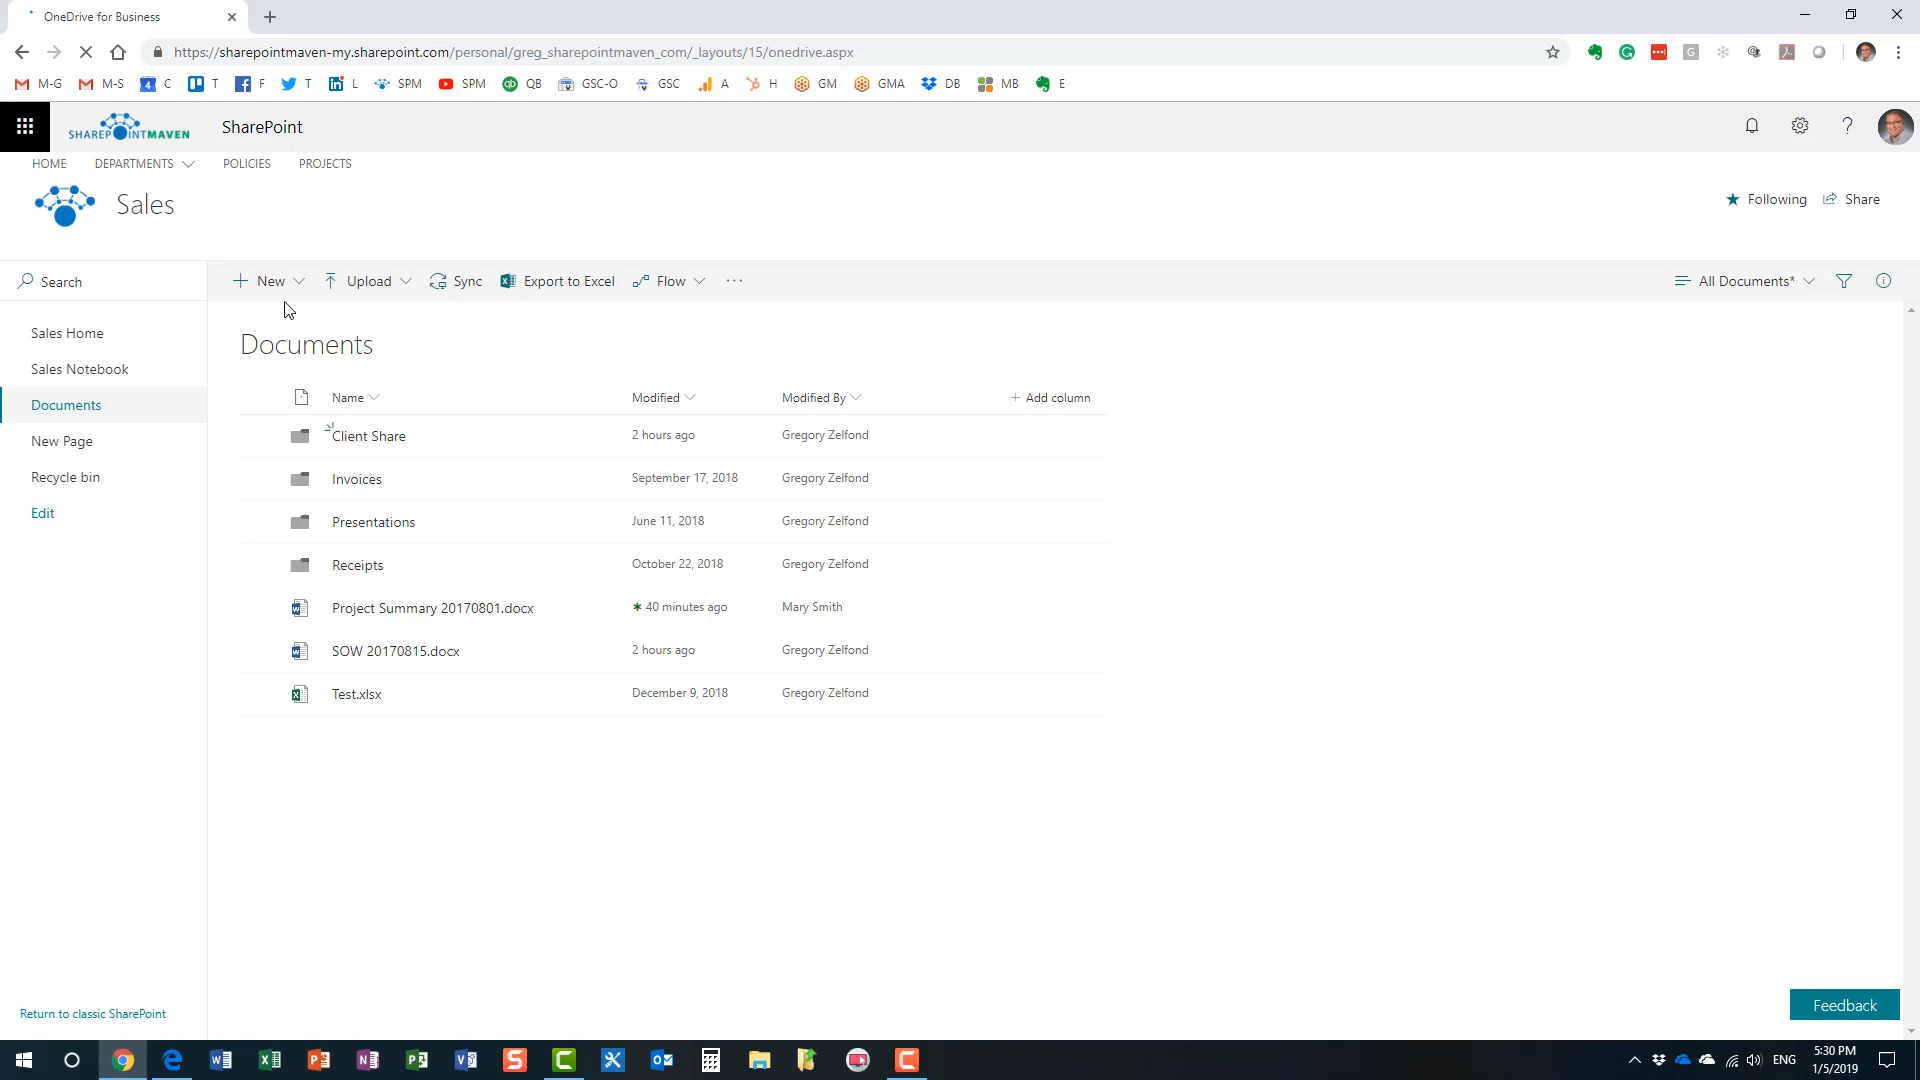 OneDrive for Business
https://sharepointmaven-my.sharepoint.com/personal/greg_sharepointmaven_com/_layouts/15/onedrive.aspx
M-G M-S C T F T L SPM SPM QB GSC-O GSC A H GM GMA DB MB E
SHAREPOINTMAVEN SharePoint
HOME DEPARTMENTS POLICIES PROJECTS
Sales
Following Share
Search
New Upload Sync Export to Excel Flow ··· All Documents*
Sales Home
Sales Notebook
Documents
New Page
Recycle bin
Edit
Return to classic SharePoint
Documents
Name Modified Modified By + Add column
Client Share 2 hours ago Gregory Zelfond
Invoices September 17, 2018 Gregory Zelfond
Presentations June 11, 2018 Gregory Zelfond
Receipts October 22, 2018 Gregory Zelfond
Project Summary 20170801.docx 40 minutes ago Mary Smith
SOW 20170815.docx 2 hours ago Gregory Zelfond
Test.xlsx December 9, 2018 Gregory Zelfond
Feedback
ENG
5:30 PM
1/5/2019